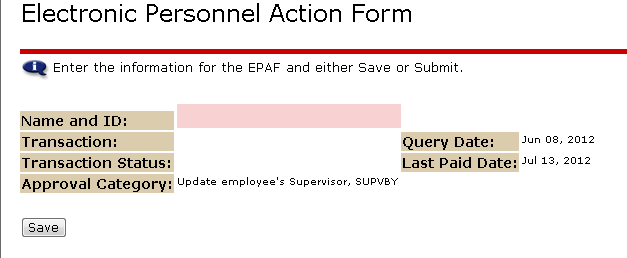 Electronic Personnel Action Form
Enter the information for the EPAF and either Save or Submit.
Name and ID:
Transaction: Query Date: Jun 08, 2012
Transaction Status: Last Paid Date: Jul 13, 2012
Approval Category: Update employee's Supervisor, SUPVBY
Save